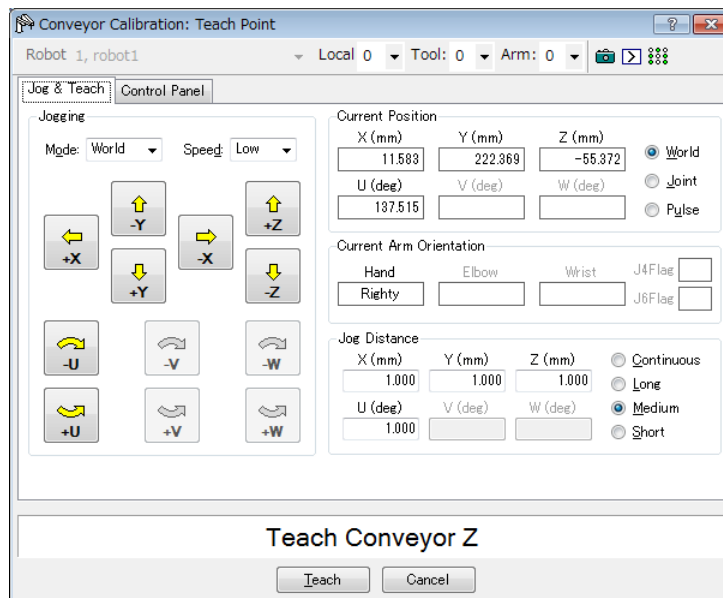 Conveyor Calibration: Teach Point
Robot 1, robot1 Local 0 Tool: 0 Arm: 0
Jog & Teach Control Panel
Jogging
Mode: World Speed: Low
-Y
+Z
+X
-X
+Y
-Z
-U -V -W
+U +V +W
Current Position
X (mm) Y (mm) Z (mm)
11.583 222.369 -55.372
U (deg) V (deg) W (deg)
137.515
World
Joint
Pulse
Current Arm Orientation
Hand Elbow Wrist J4Flag
Righty J6Flag
Jog Distance
X (mm) Y (mm) Z (mm)
1.000 1.000 1.000
U (deg) V (deg) W (deg)
1.000
Continuous
Long
Medium
Short
Teach Conveyor Z
Teach Cancel